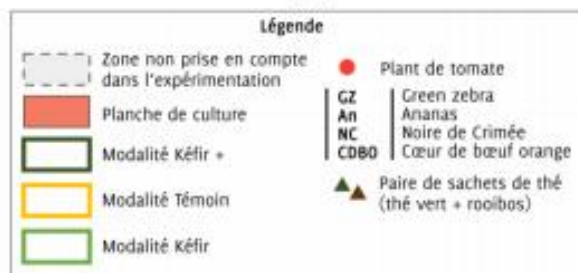 Légende
Zone non prise en compte
dans l'expérimentation
Planche de culture
Modalité Kéfir +
Modalité Témoin
Modalité Kéfir
Plant de tomate
GZ Green zebra
An Ananas
NC Noire de Crimée
CDBO Cœur de bœuf orange
Paire de sachets de thé
(thé vert + rooibos)